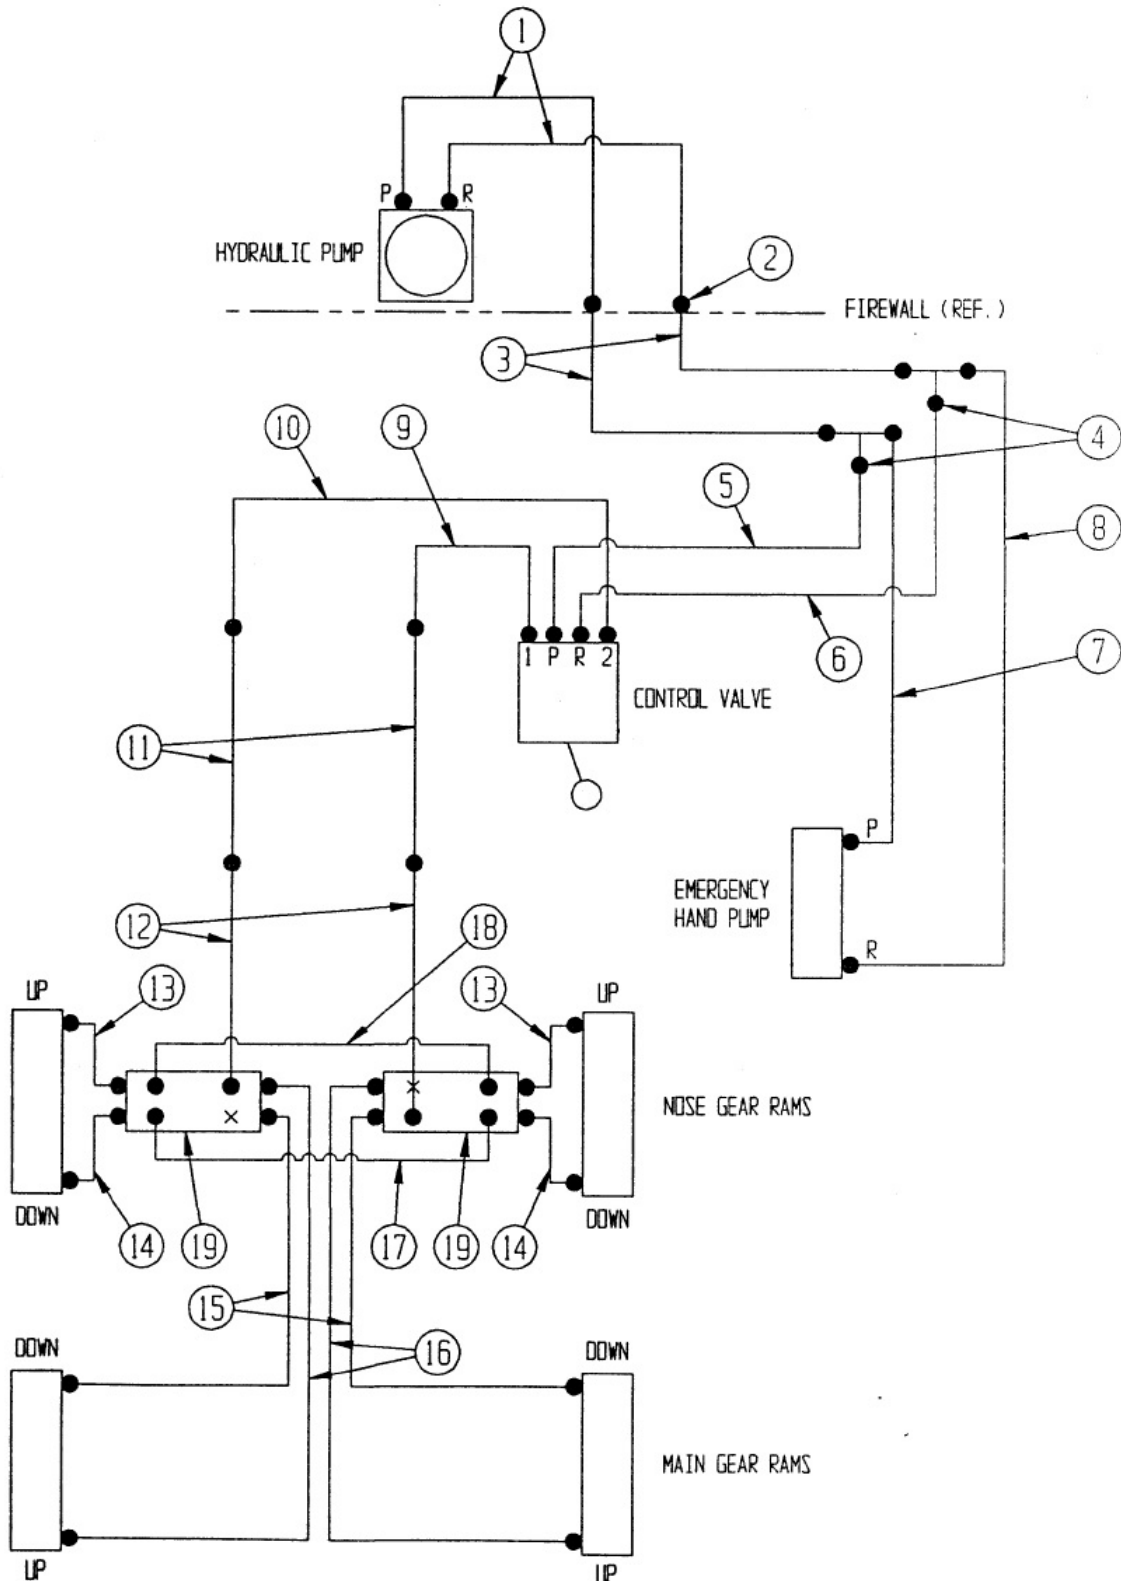 1
P
R
HYDRAULIC PUMP
2
FIREWALL (REF.)
3
4
10
9
5
8
1 P R 2
6
7
CONTROL VALVE
11
P
EMERGENCY
HAND PUMP
R
12
18
UP
13
13
UP
NOSE GEAR RAMS
DOWN
14
19
17
19
14
DOWN
15
16
DOWN
DOWN
MAIN GEAR RAMS
UP
UP